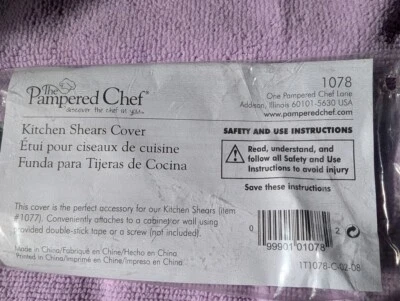 The
Pampered Chef®
discover the chef in you®
1078
One Pampered Chef Lane
Addison, Illinois 60101-5630 USA
www.pamperedchef.com
Kitchen Shears Cover
Étui pour ciseaux de cuisine
Funda para Tijeras de Cocina
SAFETY AND USE INSTRUCTIONS
Read, understand, and
follow all Safety and Use
Instructions to avoid injury
Save these instructions
This cover is the perfect accessory for our Kitchen Shears (item
#1077). Conveniently attaches to a cabinet or wall using
provided double-stick tape or a screw (not included).
Made in China/Fabriqué en Chine/Hecho en China
Printed in China/Imprimé en Chine/Impreso en China
0 99901 01078 2
1T1078-C/02-08